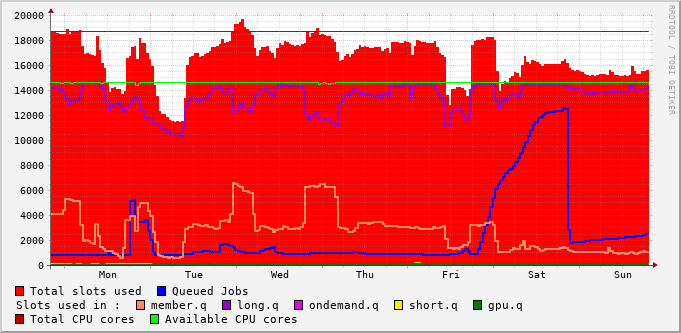 RRDTOOL / TOBI OETIKER
20000
18000
16000
14000
12000
10000
8000
6000
4000
2000
0
Mon Tue Wed Thu Fri Sat Sun
Total slots used Queued Jobs
Slots used in : member.q long.q ondemand.q short.q gpu.q
Total CPU cores Available CPU cores